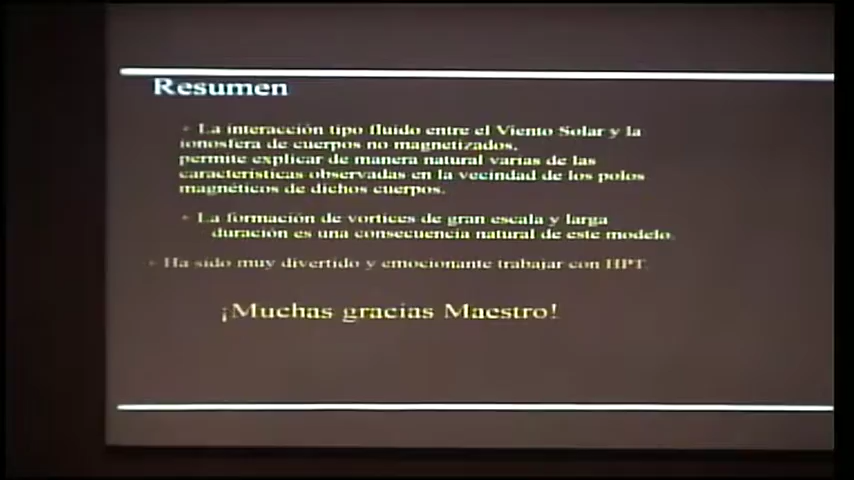 Resumen
- La interacción tipo fluido entre el Viento Solar y la
ionosfera de cuerpos no magnetizados,
permite explicar de manera natural varias de las
características observadas en la vecindad de los polos
magnéticos de dichos cuerpos.
- La formación de vortices de gran escala y larga
duración es una consecuencia natural de este modelo.
- Ha sido muy divertido y emocionante trabajar con HPT.
¡Muchas gracias Maestro!